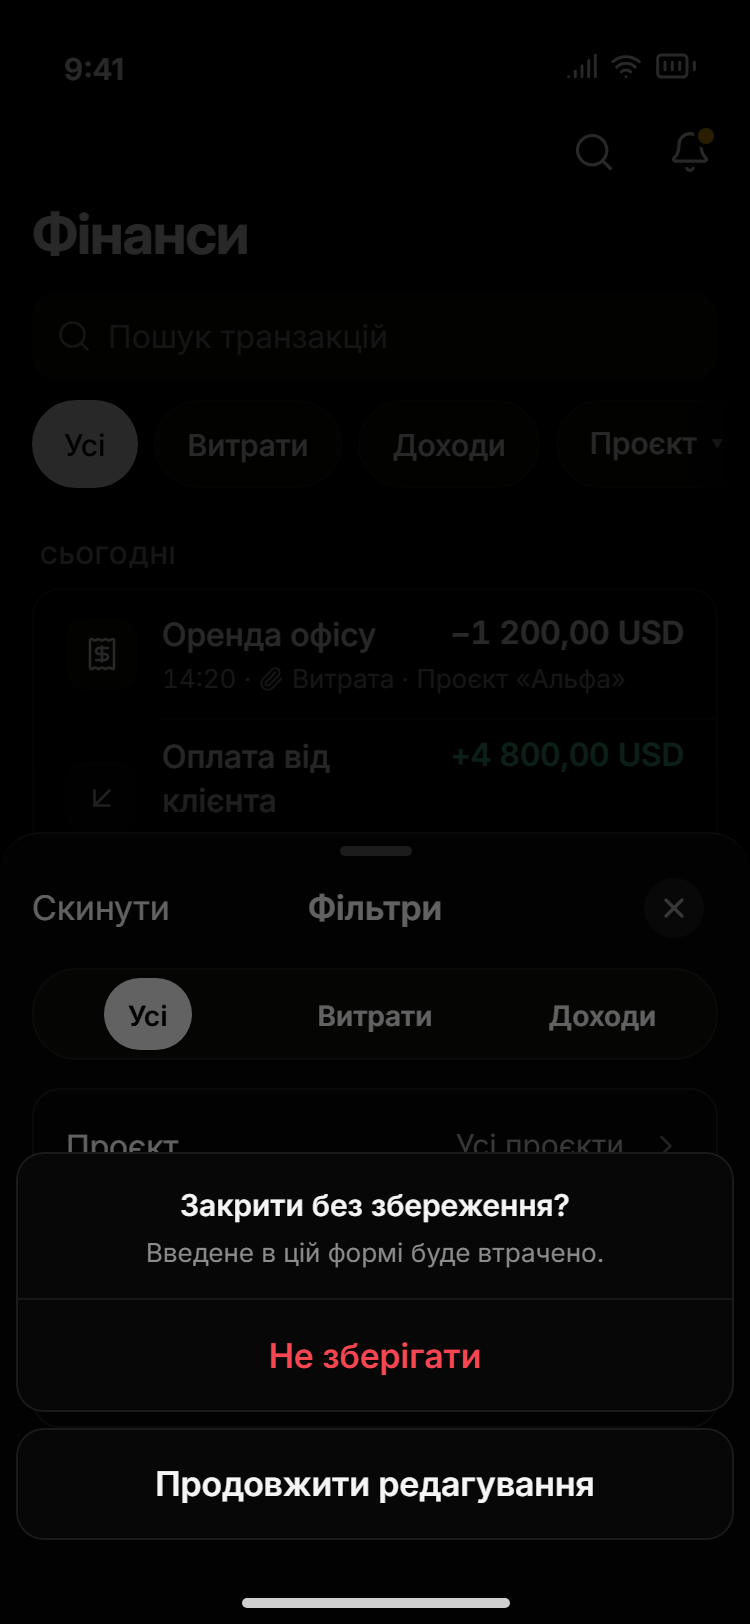 9:41
Фінанси
Пошук транзакцій
Усі Витрати Доходи Проєкт
СЬОГОДНІ
Оренда офісу −1 200,00 USD
14:20 · Витрата · Проєкт «Альфа»
Оплата від +4 800,00 USD
клієнта
Скинути Фільтри
Усі Витрати Доходи
Проєкт Усі проєкти
Закрити без збереження?
Введене в цій формі буде втрачено.
Не зберігати
Продовжити редагування